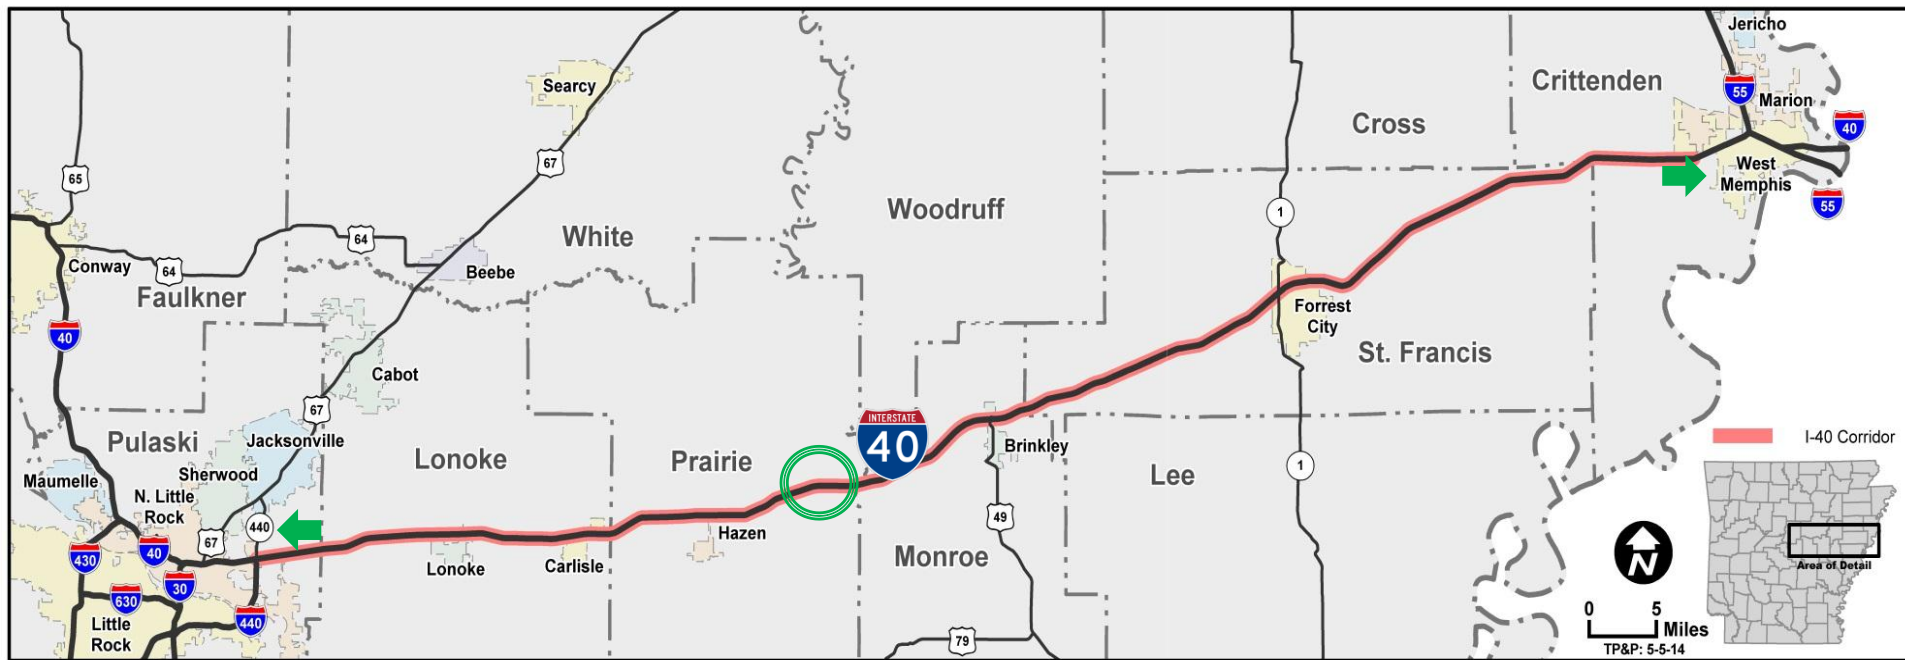 Jericho
Searcy
Crittenden
55
Marion
40
Cross
67
65
West
Memphis
55
Woodruff
1
White
64
Conway
64
Beebe
Faulkner
40
Forrest
City
St. Francis
Cabot
67
INTERSTATE
40
Pulaski
Jacksonville
Lonoke
Prairie
Brinkley
I-40 Corridor
Sherwood
Lee
1
Maumelle
N. Little
Rock
440
67
49
Hazen
430
40
30
Lonoke
Carlisle
Monroe
N
Area of Detail
630
Little
Rock
440
79
0 5
Miles
TP&P: 5-5-14